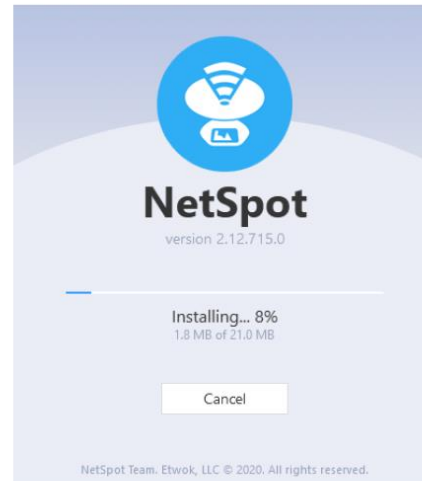 NetSpot
version 2.12.715.0
Installing... 8%
1.8 MB of 21.0 MB
Cancel
NetSpot Team. Etwok, LLC © 2020. All rights reserved.